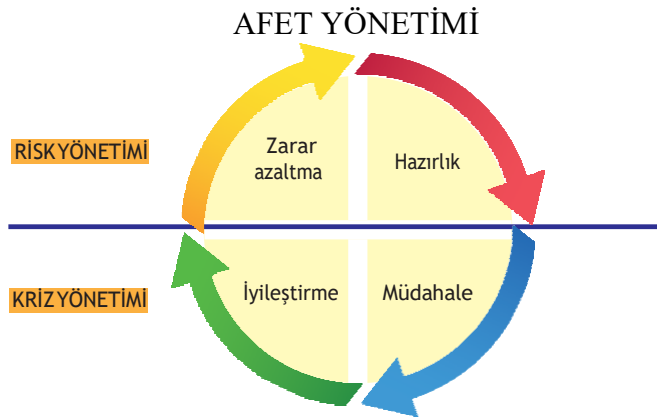 AFET YÖNETİMİ
RİSK YÖNETİMİ
Zarar
azaltma
Hazırlık
KRİZ YÖNETİMİ
İyileştirme
Müdahale